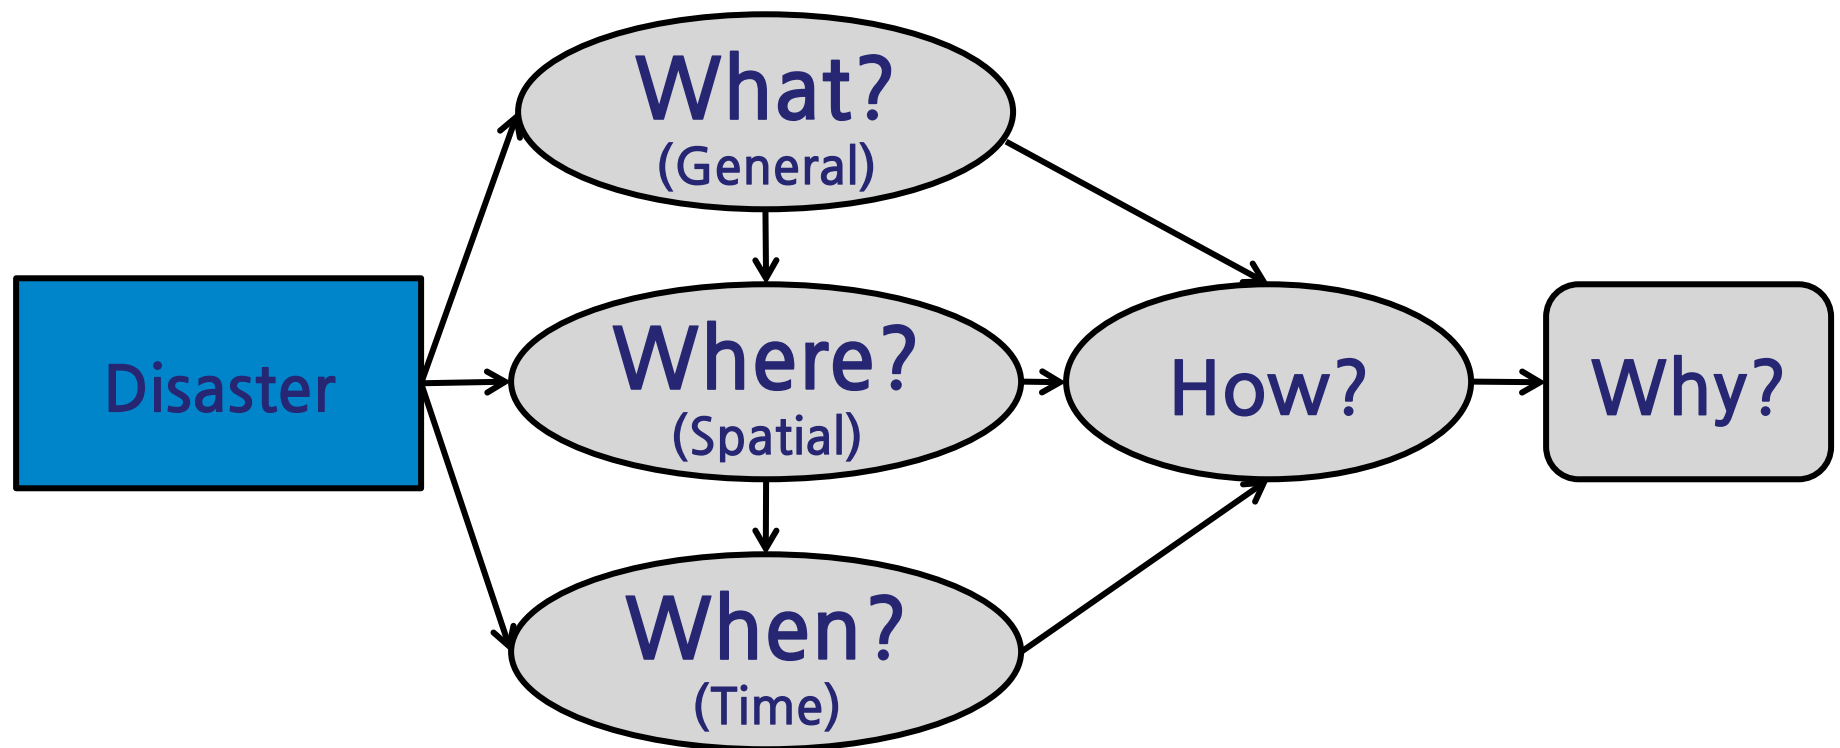 Disaster
What?
(General)
Where?
(Spatial)
When?
(Time)
How?
Why?